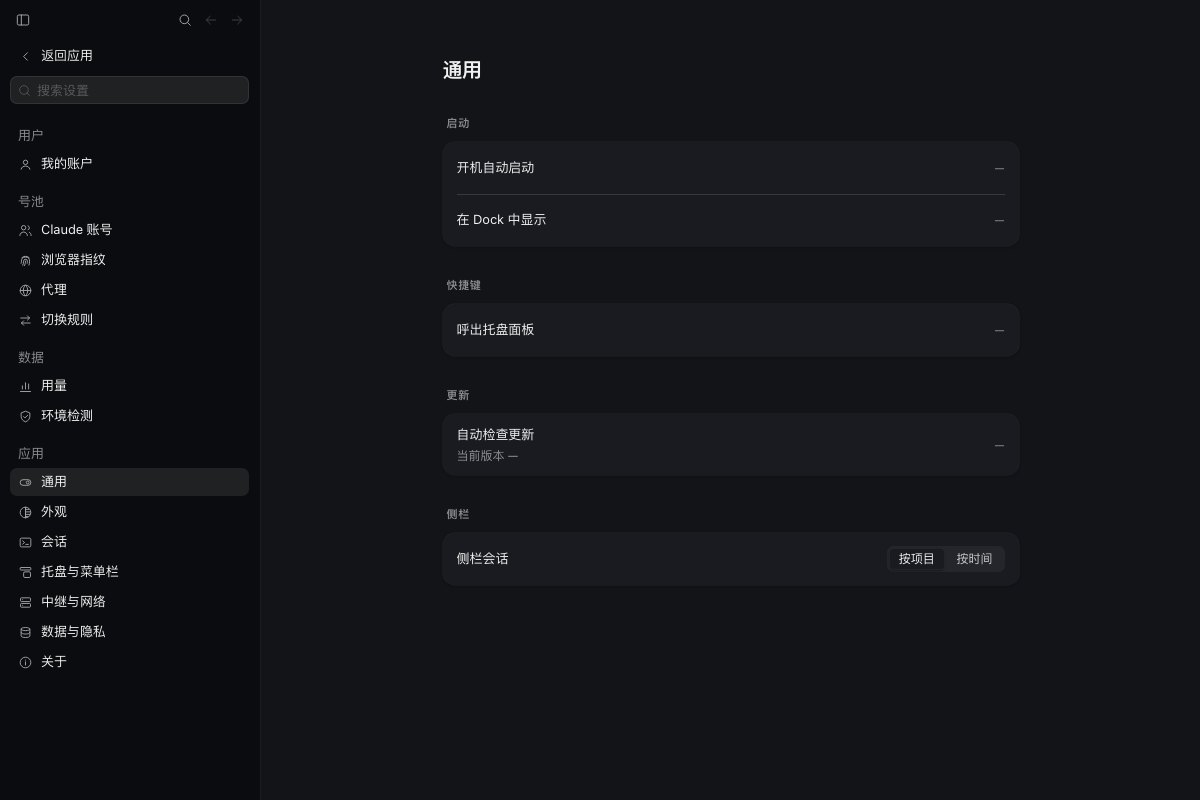 返回应用
搜索设置
用户
我的账户
号池
Claude 账号
浏览器指纹
代理
切换规则
数据
用量
环境检测
应用
通用
外观
会话
托盘与菜单栏
中继与网络
数据与隐私
关于
通用
启动
开机自动启动 —
在 Dock 中显示 —
快捷键
呼出托盘面板 —
更新
自动检查更新 —
当前版本 —
侧栏
侧栏会话 按项目 按时间